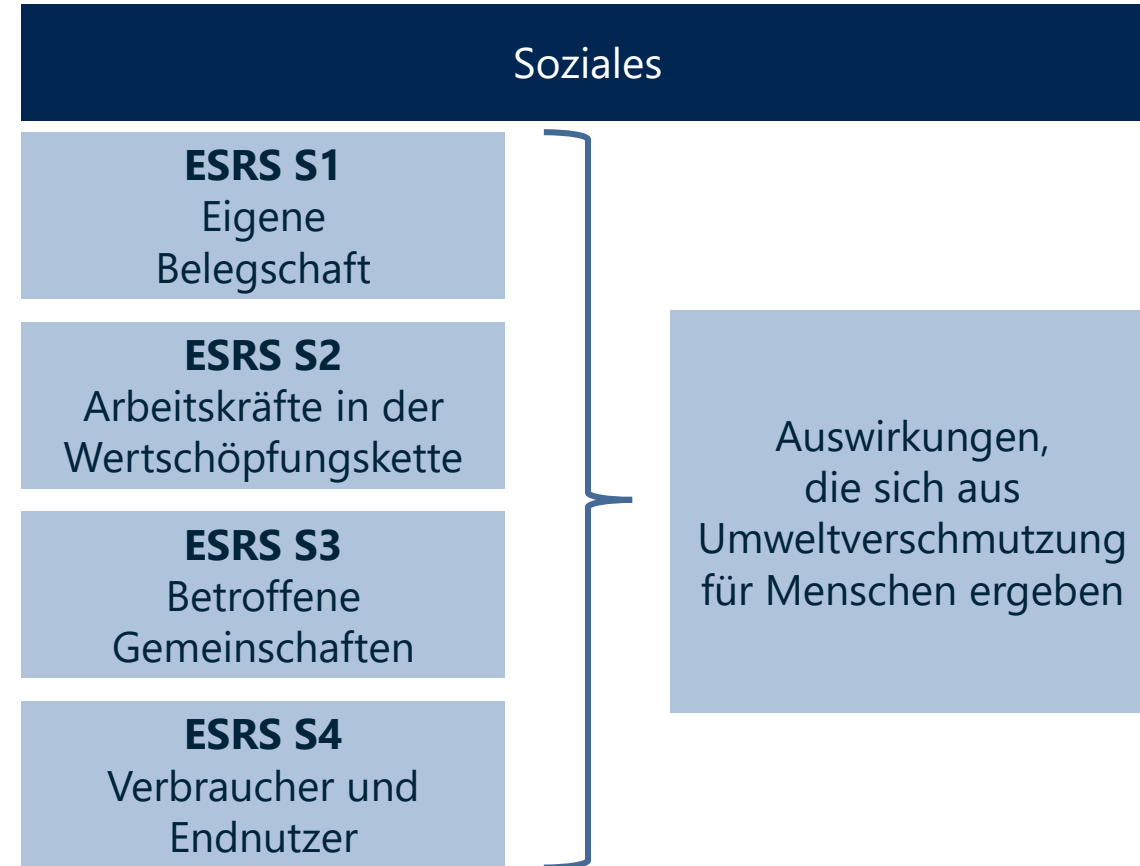 Soziales
ESRS S1
Eigene
Belegschaft
ESRS S2
Arbeitskräfte in der
Wertschöpfungskette
ESRS S3
Betroffene
Gemeinschaften
ESRS S4
Verbraucher und
Endnutzer
Auswirkungen,
die sich aus
Umweltverschmutzung
für Menschen ergeben